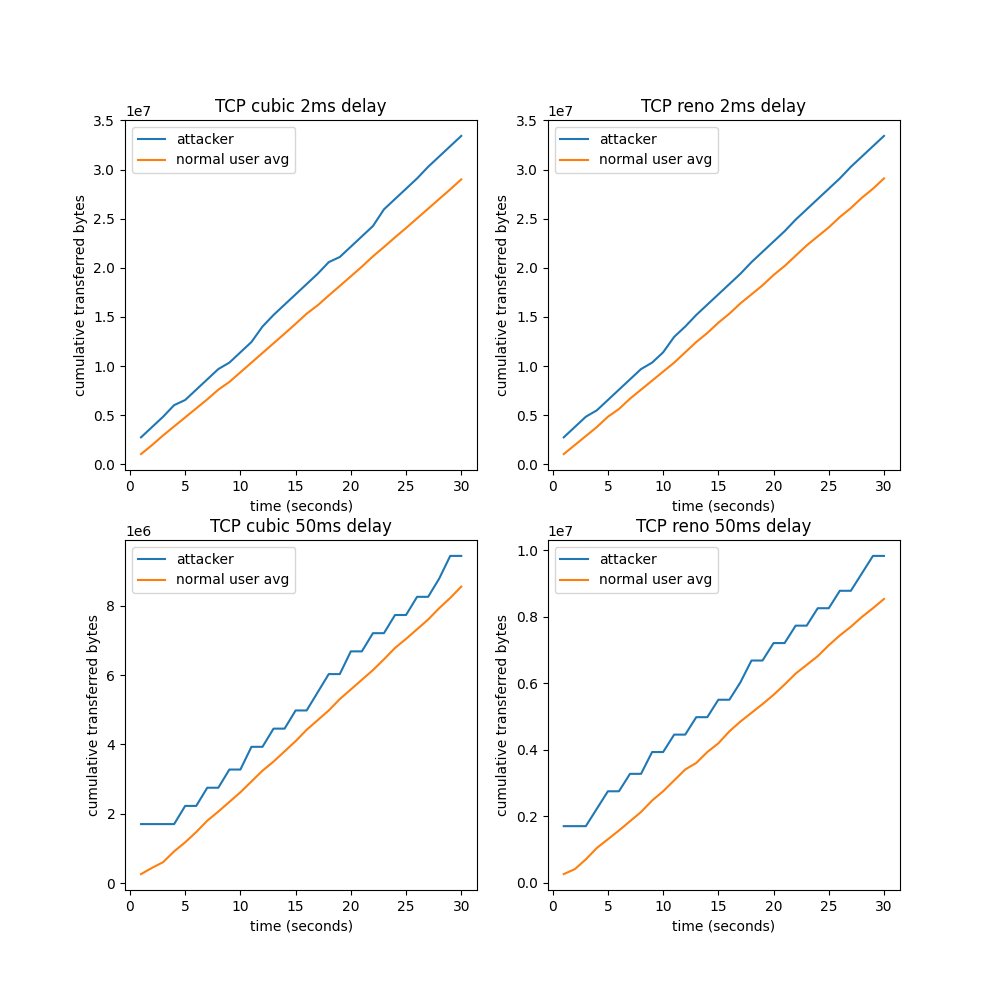 TCP cubic 2ms delay
1e7
attacker
normal user avg
3.5
3.0
2.5
2.0
1.5
1.0
0.5
0.0
cumulative transferred bytes
0 5 10 15 20 25 30
time (seconds)
TCP reno 2ms delay
1e7
attacker
normal user avg
3.5
3.0
2.5
2.0
1.5
1.0
0.5
0.0
cumulative transferred bytes
0 5 10 15 20 25 30
time (seconds)
TCP cubic 50ms delay
1e6
attacker
normal user avg
8
6
4
2
0
cumulative transferred bytes
0 5 10 15 20 25 30
time (seconds)
TCP reno 50ms delay
1e7
attacker
normal user avg
1.0
0.8
0.6
0.4
0.2
0.0
cumulative transferred bytes
0 5 10 15 20 25 30
time (seconds)